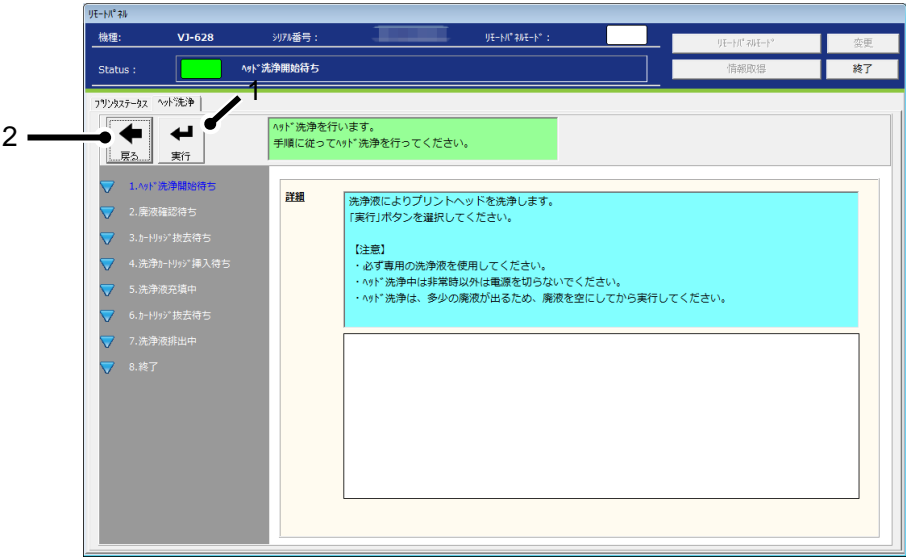 ﾘﾓｰﾄﾊﾟﾈﾙ
機種: VJ-628 ｼﾘｱﾙ番号： ﾘﾓｰﾄﾊﾟﾈﾙﾓｰﾄﾞ： ﾘﾓｰﾄﾊﾟﾈﾙﾓｰﾄﾞ 変更
Status： ﾍｯﾄﾞ洗浄開始待ち 情報取得 終了
ﾌﾟﾘﾝﾀｽﾃｰﾀｽ ﾍｯﾄﾞ洗浄
1
2
戻る 実行
ﾍｯﾄﾞ洗浄を行います。
手順に従ってﾍｯﾄﾞ洗浄を行ってください。
1.ﾍｯﾄﾞ洗浄開始待ち
2.廃液確認待ち
3.ｶｰﾄﾘｯｼﾞ抜去待ち
4.洗浄ｶｰﾄﾘｯｼﾞ挿入待ち
5.洗浄液充填中
6.ｶｰﾄﾘｯｼﾞ抜去待ち
7.洗浄液排出中
8.終了
詳細
洗浄液によりプリントヘッドを洗浄します。
「実行」ボタンを選択してください。
【注意】
・必ず専用の洗浄液を使用してください。
・ﾍｯﾄﾞ洗浄中は非常時以外は電源を切らないでください。
・ﾍｯﾄﾞ洗浄は、多少の廃液が出るため、廃液を空にしてから実行してください。